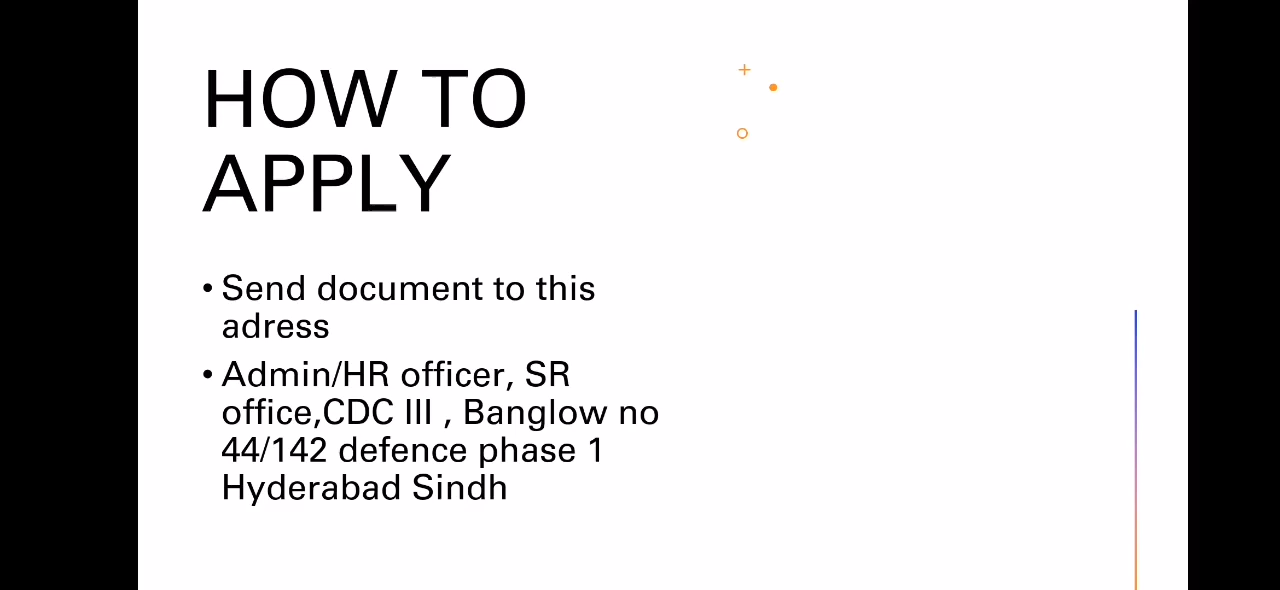 HOW TO
APPLY
• Send document to this
adress
• Admin/HR officer, SR
office,CDC III , Banglow no
44/142 defence phase 1
Hyderabad Sindh